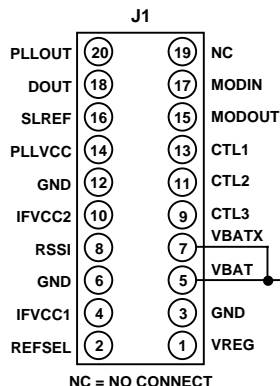 J1
PLLOUT 20 19 NC
DOUT 18 17 MODIN
SLREF 16 15 MODOUT
PLLVCC 14 13 CTL1
GND 12 11 CTL2
IFVCC2 10 9 CTL3
RSSI 8 7 VBATX
GND 6 5 VBAT
IFVCC1 4 3 GND
REFSEL 2 1 VREG
NC = NO CONNECT